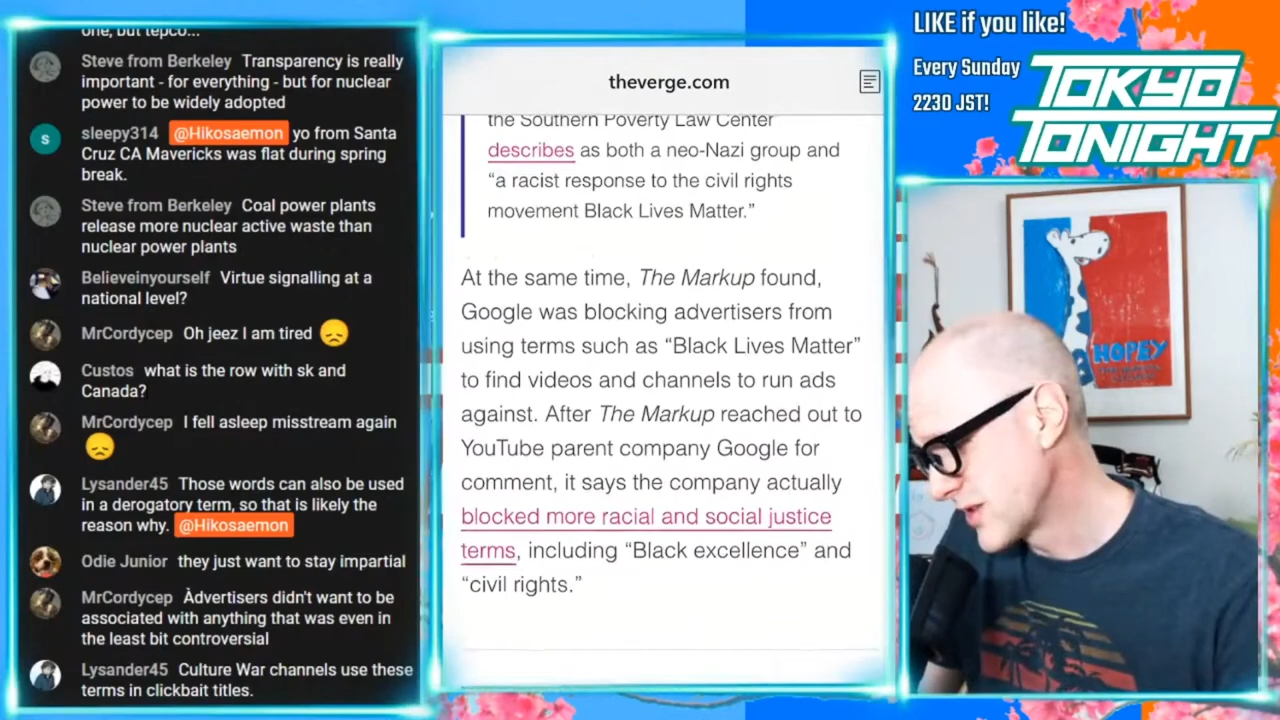 one, but tepco...
Steve from Berkeley Transparency is really
important - for everything - but for nuclear
power to be widely adopted
S
sleepy314 @Hikosaemon yo from Santa
Cruz CA Mavericks was flat during spring
break.
Steve from Berkeley Coal power plants
release more nuclear active waste than
nuclear power plants
Believeinyourself Virtue signalling at a
national level?
MrCordycep Oh jeez I am tired 😞
Custos what is the row with sk and
Canada?
MrCordycep I fell asleep misstream again
😞
Lysander45 Those words can also be used
in a derogatory term, so that is likely the
reason why. @Hikosaemon
Odie Junior they just want to stay impartial
MrCordycep Àdvertisers didn't want to be
associated with anything that was even in
the least bit controversial
Lysander45 Culture War channels use these
terms in clickbait titles.
theverge.com
the Southern Poverty Law Center
describes as both a neo-Nazi group and
“a racist response to the civil rights
movement Black Lives Matter.”
At the same time, The Markup found,
Google was blocking advertisers from
using terms such as “Black Lives Matter”
to find videos and channels to run ads
against. After The Markup reached out to
YouTube parent company Google for
comment, it says the company actually
blocked more racial and social justice
terms, including “Black excellence” and
“civil rights.”
LIKE if you like!
Every Sunday
2230 JST!
TOKYO
TONIGHT
HOPEY